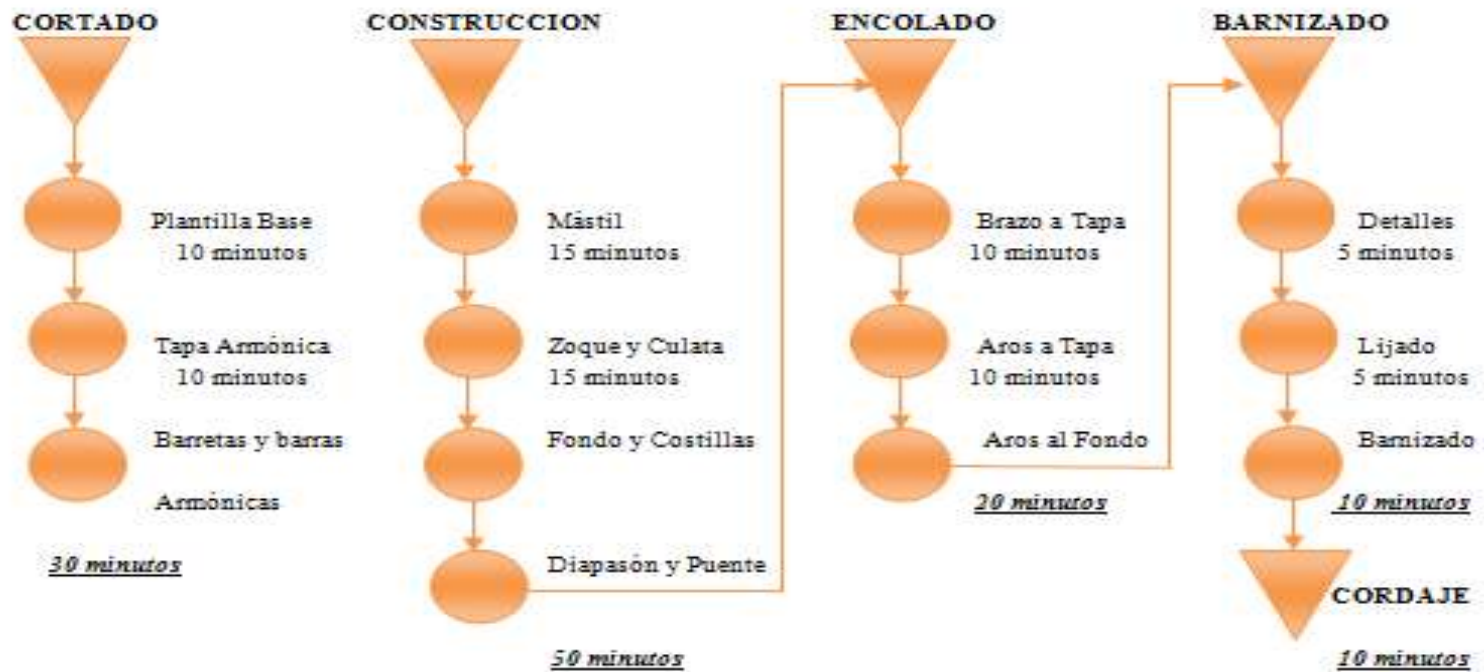 CORTADO
Plantilla Base
10 minutos
Tapa Armónica
10 minutos
Barretas y barras
Armónicas
30 minutos
CONSTRUCCION
Mástil
15 minutos
Zoque y Culata
15 minutos
Fondo y Costillas
Diapasón y Puente
50 minutos
ENCOLADO
Brazo a Tapa
10 minutos
Aros a Tapa
10 minutos
Aros al Fondo
20 minutos
BARNIZADO
Detalles
5 minutos
Lijado
5 minutos
Barnizado
10 minutos
CORDAJE
10 minutos